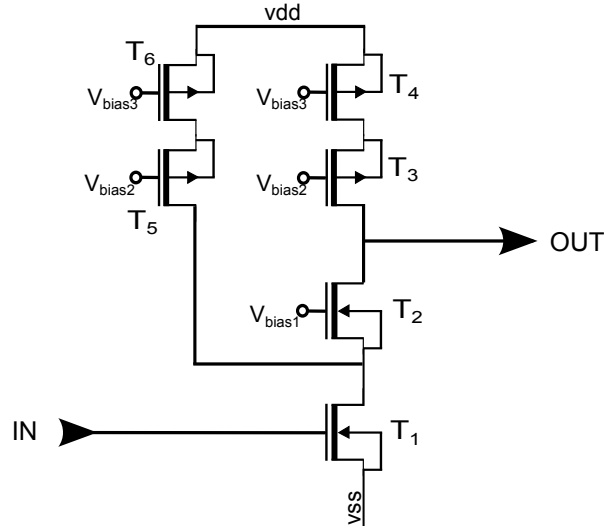 vdd
T6
Vbias3
Vbias3
T4
Vbias2
T5
Vbias2
T3
OUT
Vbias1
T2
IN
T1
vss